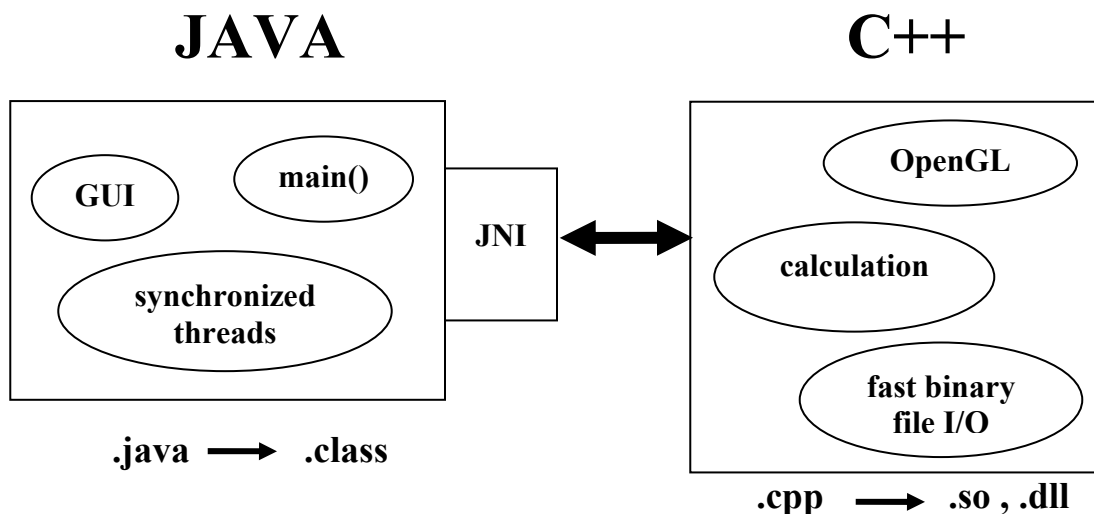 JAVA
C++
GUI
main()
synchronized
threads
JNI
OpenGL
calculation
fast binary
file I/O
.java .class
.cpp .so , .dll